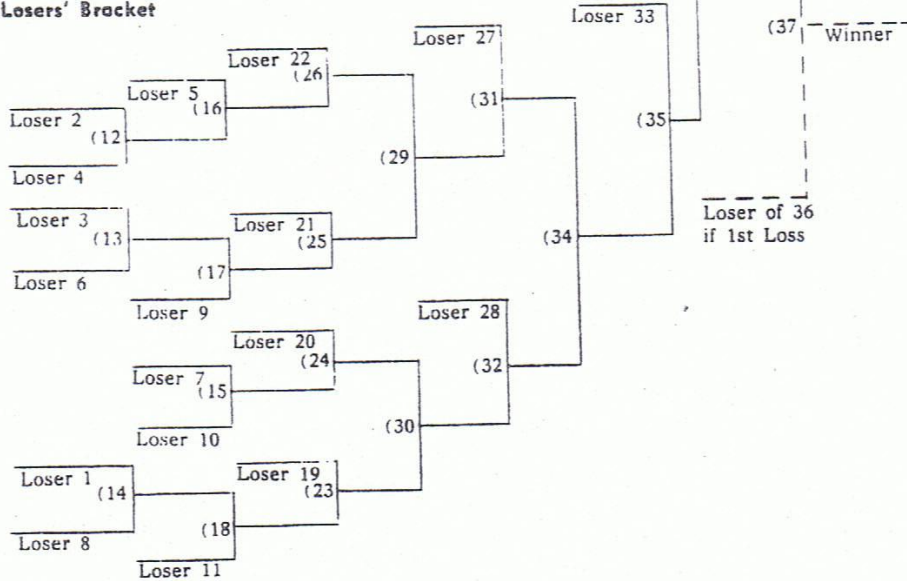 Losers' Bracket
Loser 33
(37
Winner
Loser 27
Loser 22
(26
Loser 5
(16
(31
Loser 2
(12
(35
(29
Loser 4
Loser of 36
if 1st Loss
Loser 3
(13
Loser 21
(25
(34
(17
Loser 6
Loser 9
Loser 28
Loser 20
(24
(32
Loser 7
(15
(30
Loser 10
Loser 1
(14
Loser 19
(23
(18
Loser 8
Loser 11